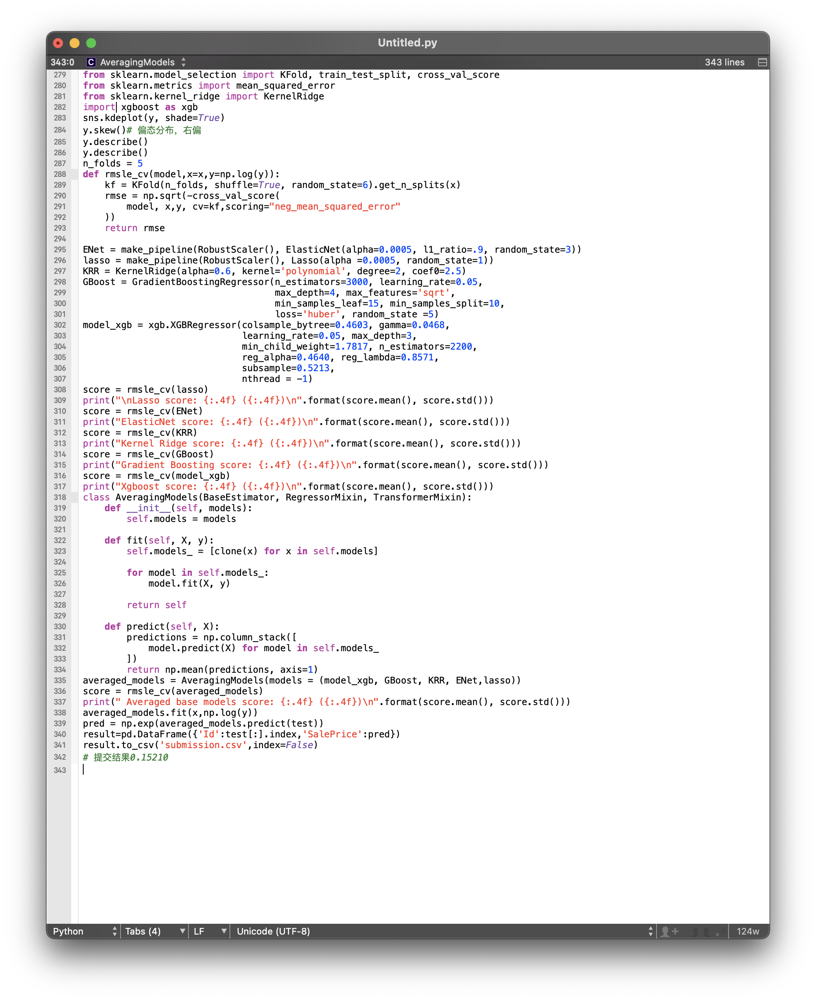 Untitled.py
343:0 C AveragingModels 343 lines
279 from sklearn.model_selection import KFold, train_test_split, cross_val_score
280 from sklearn.metrics import mean_squared_error
281 from sklearn.kernel_ridge import KernelRidge
282 import xgboost as xgb
283 sns.kdeplot(y, shade=True)
284 y.skew()# 偏态分布，右偏
285 y.describe()
286 y.describe()
287 n_folds = 5
288 def rmsle_cv(model,x=x,y=np.log(y)):
289     kf = KFold(n_folds, shuffle=True, random_state=6).get_n_splits(x)
290     rmse = np.sqrt(-cross_val_score(
291         model, x,y, cv=kf,scoring="neg_mean_squared_error"
292     ))
293     return rmse
294
295 ENet = make_pipeline(RobustScaler(), ElasticNet(alpha=0.0005, l1_ratio=.9, random_state=3))
296 lasso = make_pipeline(RobustScaler(), Lasso(alpha =0.0005, random_state=1))
297 KRR = KernelRidge(alpha=0.6, kernel='polynomial', degree=2, coef0=2.5)
298 GBoost = GradientBoostingRegressor(n_estimators=3000, learning_rate=0.05,
299                                    max_depth=4, max_features='sqrt',
300                                    min_samples_leaf=15, min_samples_split=10,
301                                    loss='huber', random_state =5)
302 model_xgb = xgb.XGBRegressor(colsample_bytree=0.4603, gamma=0.0468,
303                              learning_rate=0.05, max_depth=3,
304                              min_child_weight=1.7817, n_estimators=2200,
305                              reg_alpha=0.4640, reg_lambda=0.8571,
306                              subsample=0.5213,
307                              nthread = -1)
308 score = rmsle_cv(lasso)
309 print("\nLasso score: {:.4f} ({:.4f})\n".format(score.mean(), score.std()))
310 score = rmsle_cv(ENet)
311 print("ElasticNet score: {:.4f} ({:.4f})\n".format(score.mean(), score.std()))
312 score = rmsle_cv(KRR)
313 print("Kernel Ridge score: {:.4f} ({:.4f})\n".format(score.mean(), score.std()))
314 score = rmsle_cv(GBoost)
315 print("Gradient Boosting score: {:.4f} ({:.4f})\n".format(score.mean(), score.std()))
316 score = rmsle_cv(model_xgb)
317 print("Xgboost score: {:.4f} ({:.4f})\n".format(score.mean(), score.std()))
318 class AveragingModels(BaseEstimator, RegressorMixin, TransformerMixin):
319     def __init__(self, models):
320         self.models = models
321
322     def fit(self, X, y):
323         self.models_ = [clone(x) for x in self.models]
324
325         for model in self.models_:
326             model.fit(X, y)
327
328         return self
329
330     def predict(self, X):
331         predictions = np.column_stack([
332             model.predict(X) for model in self.models_
333         ])
334         return np.mean(predictions, axis=1)
335 averaged_models = AveragingModels(models = (model_xgb, GBoost, KRR, ENet,lasso))
336 score = rmsle_cv(averaged_models)
337 print(" Averaged base models score: {:.4f} ({:.4f})\n".format(score.mean(), score.std()))
338 averaged_models.fit(x,np.log(y))
339 pred = np.exp(averaged_models.predict(test))
340 result=pd.DataFrame({'Id':test[:].index,'SalePrice':pred})
341 result.to_csv('submission.csv',index=False)
342 # 提交结果0.15210
343
Python Tabs (4) LF Unicode (UTF-8) 124w